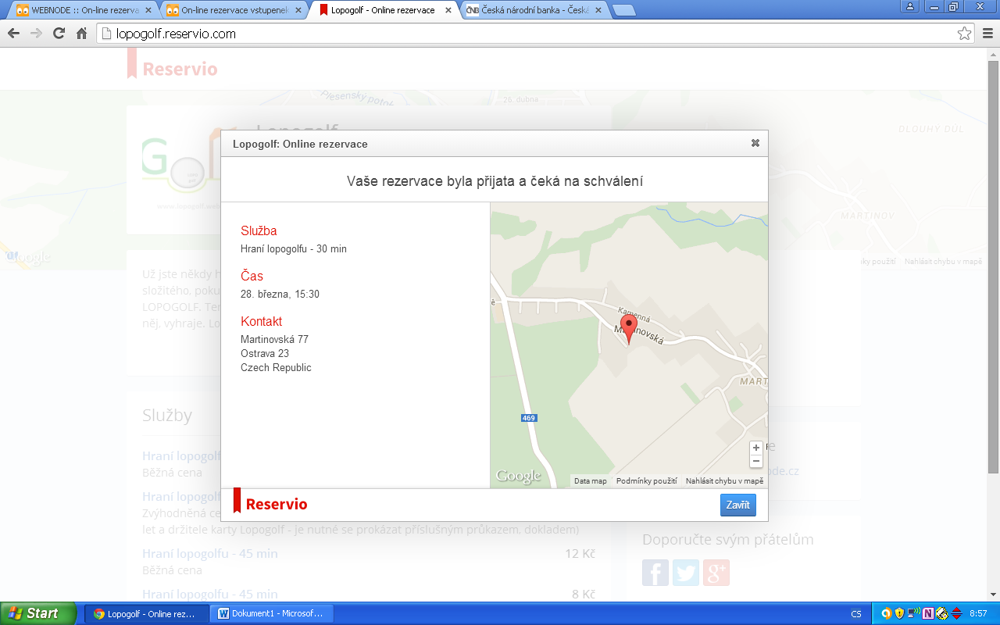 WEBNODE :: On-line rezerva
On-line rezervace vstupenek
Lopogolf - Online rezervace
ČNB Česká národní banka - Česk
lopogolf.reservio.com
Reservio
Plesenský potok
26. dubna
DLOUHÝ DŮL
Lopogolf
Lopogolf: Online rezervace
Vaše rezervace byla přijata a čeká na schválení
MARTINOV
Služba
Hraní lopogolfu - 30 min
Google
Nahlásit chybu v mapě
Už jste někdy h
Čas
složitého, poku
28. března, 15:30
LOPOGOLF. Ten
něj, vyhraje. Lo
Kontakt
Kamenná
Martinovská
Martinovská 77
Ostrava 23
Czech Republic
MART
Služby
469
Hraní lopogolfu
Běžná cena
ode.cz
Google
Data map
Podmínky použití
Nahlásit chybu v mapě
Hraní lopogolfu
Reservio
Zavřít
Zvýhodněná ce
let a držitele karty Lopogolf - je nutné se prokázat příslušným průkazem, dokladem)
Doporučte svým přátelům
Hraní lopogolfu - 45 min
12 Kč
Běžná cena
Hraní lopogolfu - 45 min
8 Kč
Start
Lopogolf - Online rez...
Dokument1 - Microsof...
CS
8:57